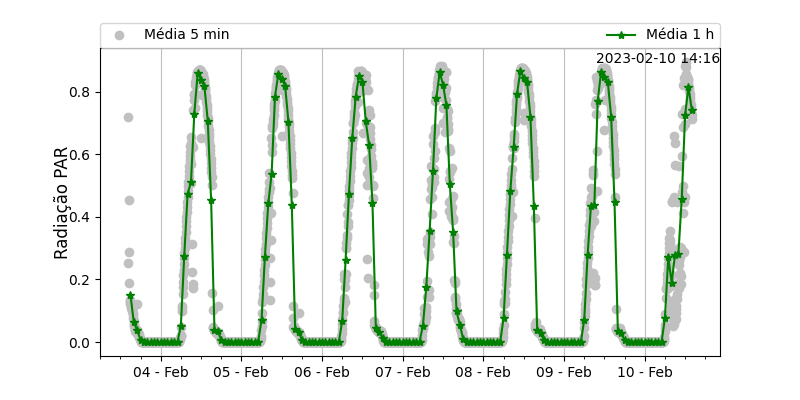 Média 5 min
Média 1 h
2023-02-10 14:16
Radiação PAR
0.8
0.6
0.4
0.2
0.0
04 - Feb
05 - Feb
06 - Feb
07 - Feb
08 - Feb
09 - Feb
10 - Feb